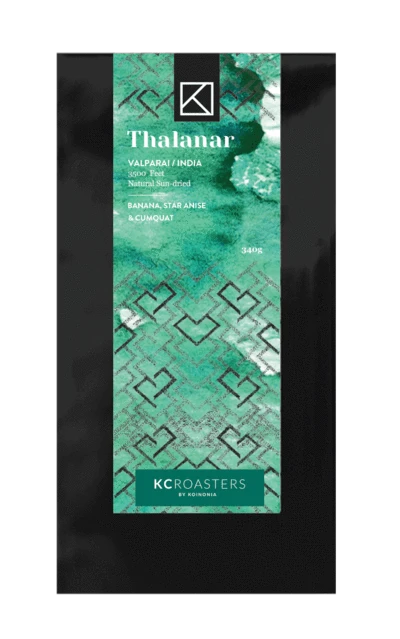 Thalanar
VALPARAI / INDIA
3500 Feet
Natural Sun-dried
BANANA, STAR ANISE
& CUMQUAT
340g
KCROASTERS
BY KOINONIA